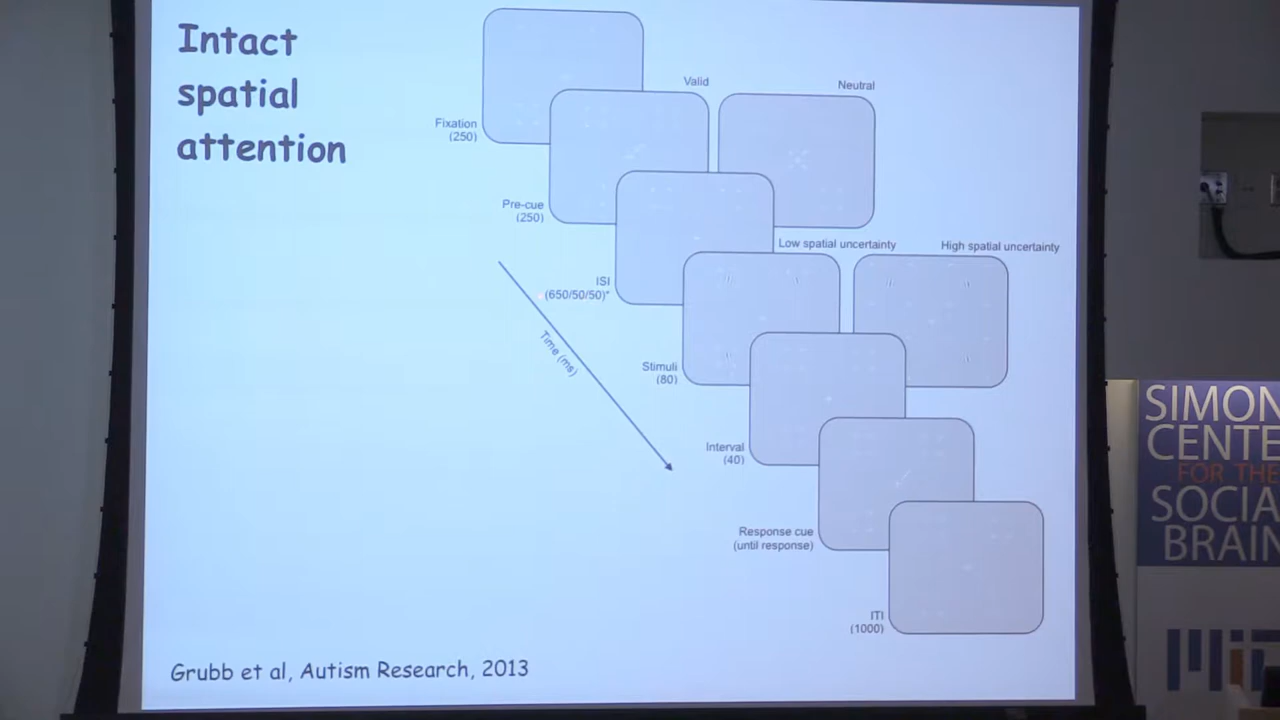 Intact
spatial
attention
Fixation
(250)
Valid
Neutral
Pre-cue
(250)
ISI
(650/50/50)*
Low spatial uncertainty
High spatial uncertainty
Time (ms)
Stimuli
(80)
Interval
(40)
Response cue
(until response)
ITI
(1000)
Grubb et al, Autism Research, 2013
SIMON
CENTE
FOR THE
SOCIA
BRAIN
MIT